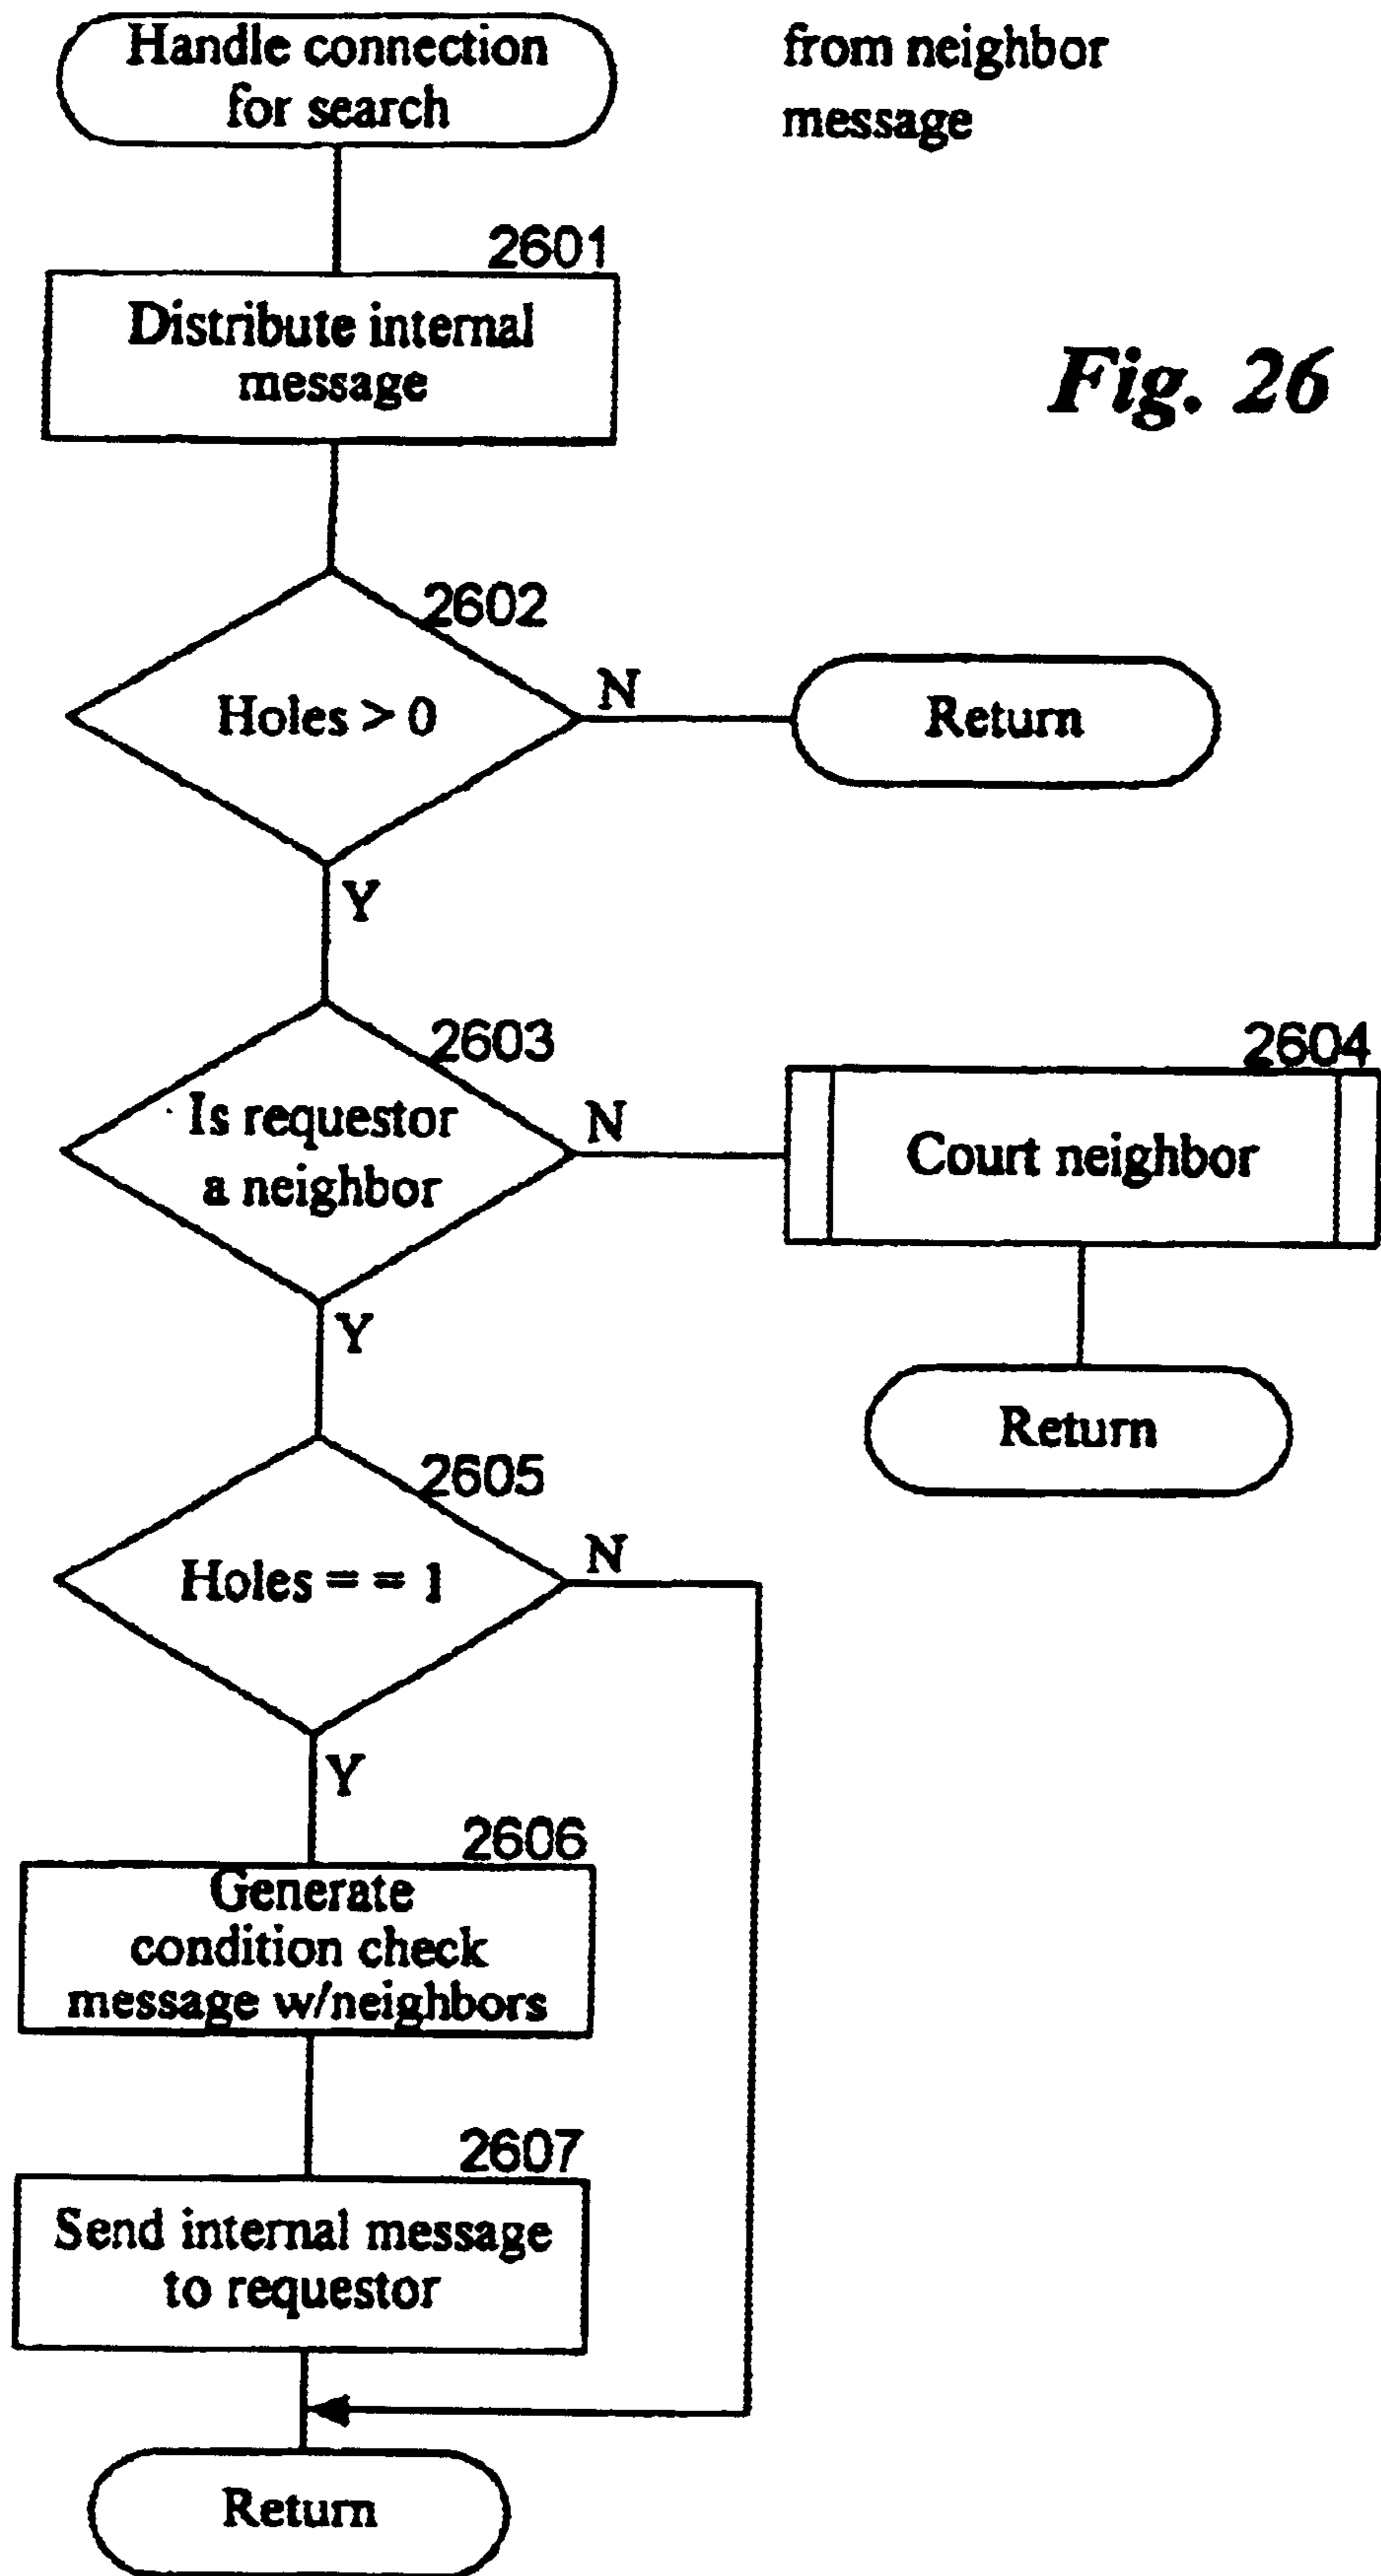 Handle connection
for search
from neighbor
message
2601
Distribute internal
message
Fig. 26
2602
Holes > 0
N
Return
Y
2603
Is requestor
a neighbor
N
2604
Court neighbor
Y
Return
2605
Holes = = 1
N
Y
2606
Generate
condition check
message w/neighbors
2607
Send internal message
to requestor
Return